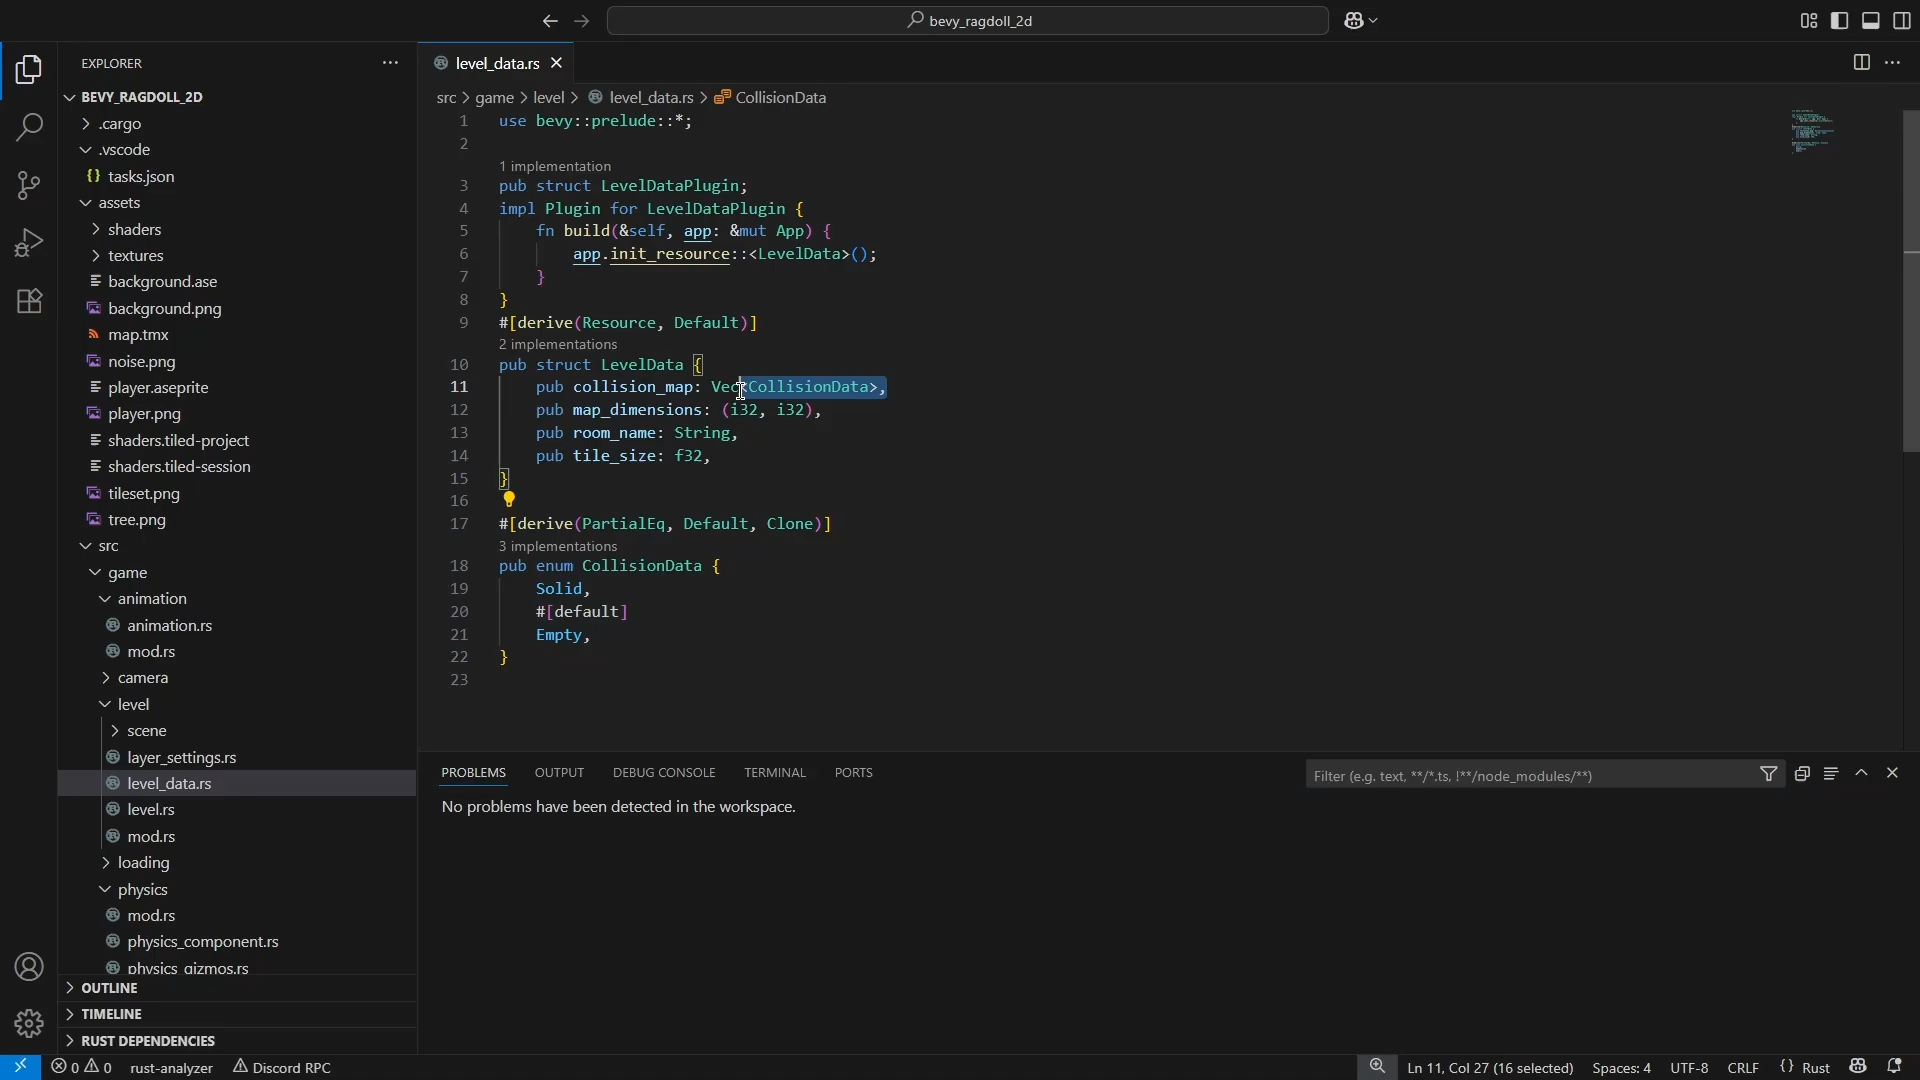 bevy_ragdoll_2d
EXPLORER
BEVY_RAGDOLL_2D
.cargo
.vscode
tasks.json
assets
shaders
textures
background.ase
background.png
map.tmx
noise.png
player.aseprite
player.png
shaders.tiled-project
shaders.tiled-session
tileset.png
tree.png
src
game
animation
animation.rs
mod.rs
camera
level
scene
layer_settings.rs
level_data.rs
level.rs
mod.rs
loading
physics
mod.rs
physics_component.rs
physics_gizmos.rs
OUTLINE
TIMELINE
RUST DEPENDENCIES
level_data.rs
src > game > level > level_data.rs > CollisionData
1 use bevy::prelude::*;
2
1 implementation
3 pub struct LevelDataPlugin;
4 impl Plugin for LevelDataPlugin {
5 fn build(&self, app: &mut App) {
6 app.init_resource::<LevelData>();
7 }
8 }
9 #[derive(Resource, Default)]
2 implementations
10 pub struct LevelData {
11 pub collision_map: Vec<CollisionData>,
12 pub map_dimensions: (i32, i32),
13 pub room_name: String,
14 pub tile_size: f32,
15 }
16
17 #[derive(PartialEq, Default, Clone)]
3 implementations
18 pub enum CollisionData {
19 Solid,
20 #[default]
21 Empty,
22 }
23
PROBLEMS OUTPUT DEBUG CONSOLE TERMINAL PORTS
Filter (e.g. text, **/*.ts, !**/node_modules/**)
No problems have been detected in the workspace.
0 0 rust-analyzer Discord RPC
Ln 11, Col 27 (16 selected) Spaces: 4 UTF-8 CRLF {} Rust